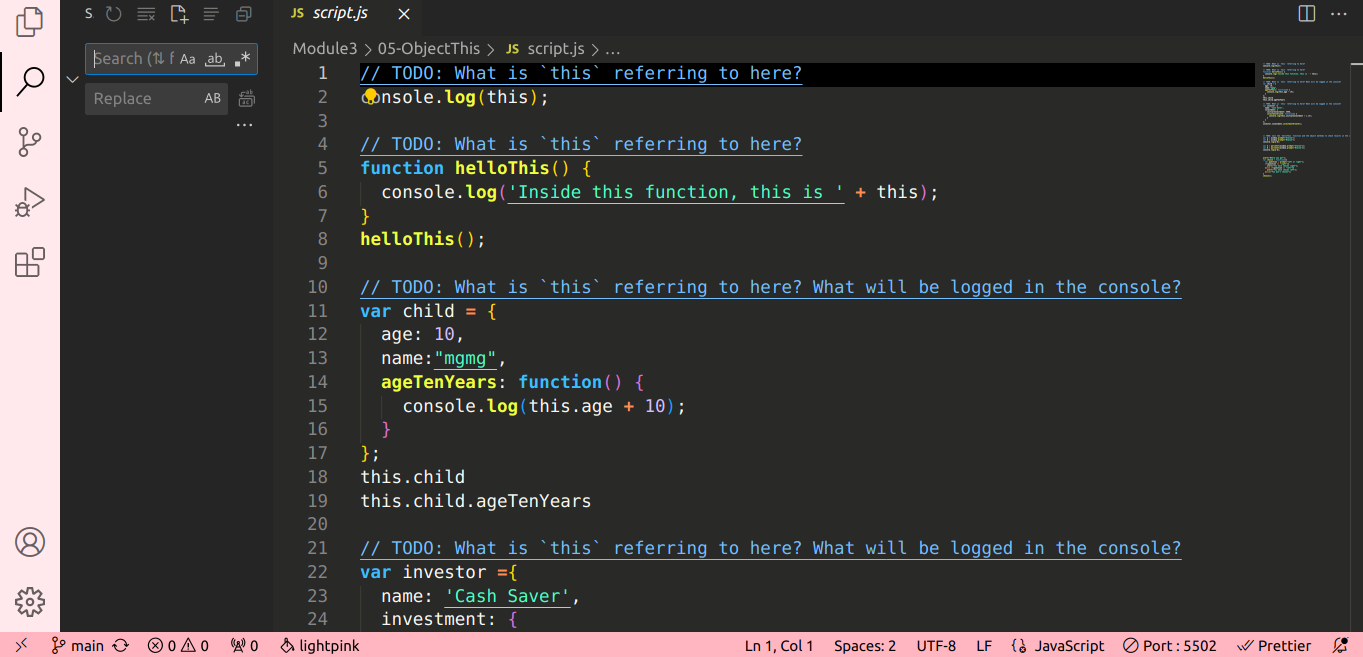 S
JS script.js
Search (⇅ f Aa ab .*
Replace AB
...
Module3 > 05-ObjectThis > JS script.js > ...
1 // TODO: What is `this` referring to here?
2 console.log(this);
3
4 // TODO: What is `this` referring to here?
5 function helloThis() {
6 console.log('Inside this function, this is ' + this);
7 }
8 helloThis();
9
10 // TODO: What is `this` referring to here? What will be logged in the console?
11 var child = {
12 age: 10,
13 name:"mgmg",
14 ageTenYears: function() {
15 console.log(this.age + 10);
16 }
17 };
18 this.child
19 this.child.ageTenYears
20
21 // TODO: What is `this` referring to here? What will be logged in the console?
22 var investor ={
23 name: 'Cash Saver',
24 investment: {
main 0 0 0 lightpink Ln 1, Col 1 Spaces: 2 UTF-8 LF {} JavaScript Port : 5502 Prettier